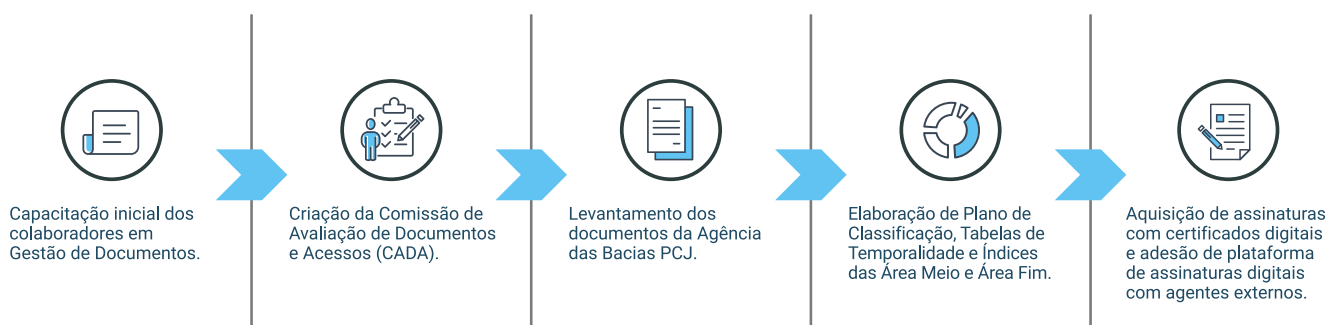 Capacitação inicial dos
colaboradores em
Gestão de Documentos.
Criação da Comissão de
Avaliação de Documentos
e Acessos (CADA).
Levantamento dos
documentos da Agência
das Bacias PCJ.
Elaboração de Plano de
Classificação, Tabelas de
Temporalidade e Índices
das Área Meio e Área Fim.
Aquisição de assinaturas
com certificados digitais
e adesão de plataforma
de assinaturas digitais
com agentes externos.